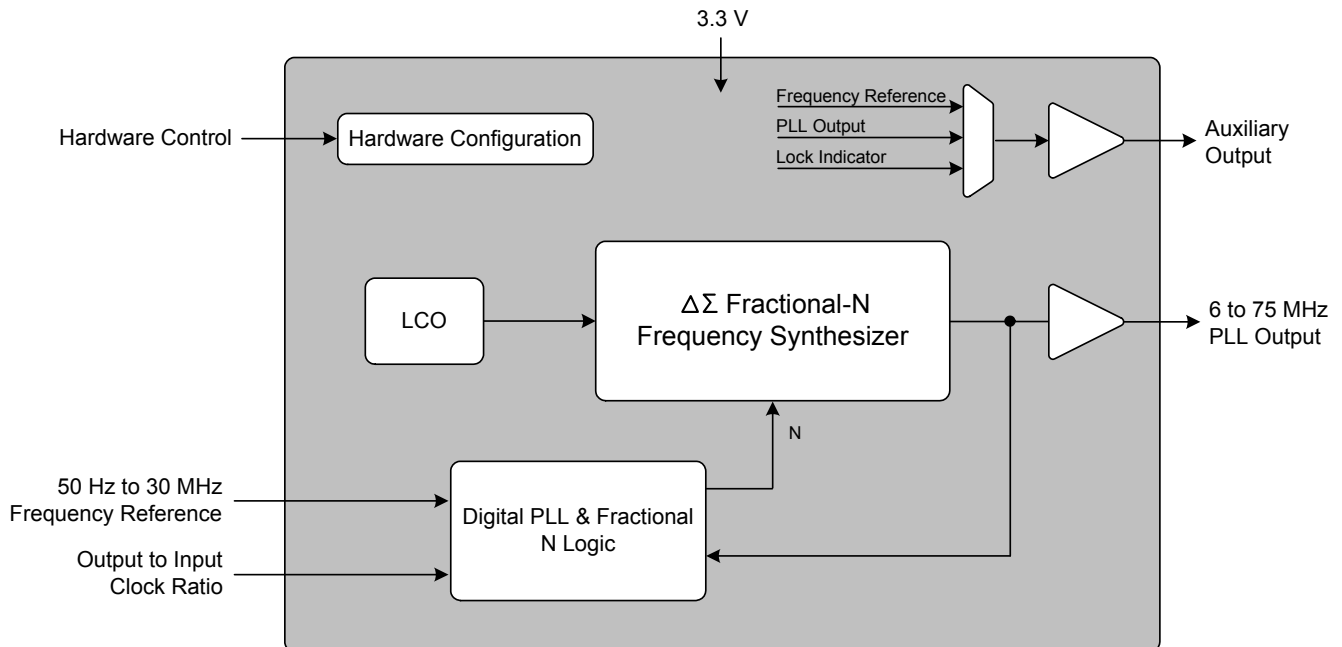 3.3 V
Hardware Control
Hardware Configuration
Frequency Reference
PLL Output
Lock Indicator
Auxiliary
Output
LCO
ΔΣ Fractional-N
Frequency Synthesizer
6 to 75 MHz
PLL Output
N
50 Hz to 30 MHz
Frequency Reference
Digital PLL & Fractional
N Logic
Output to Input
Clock Ratio